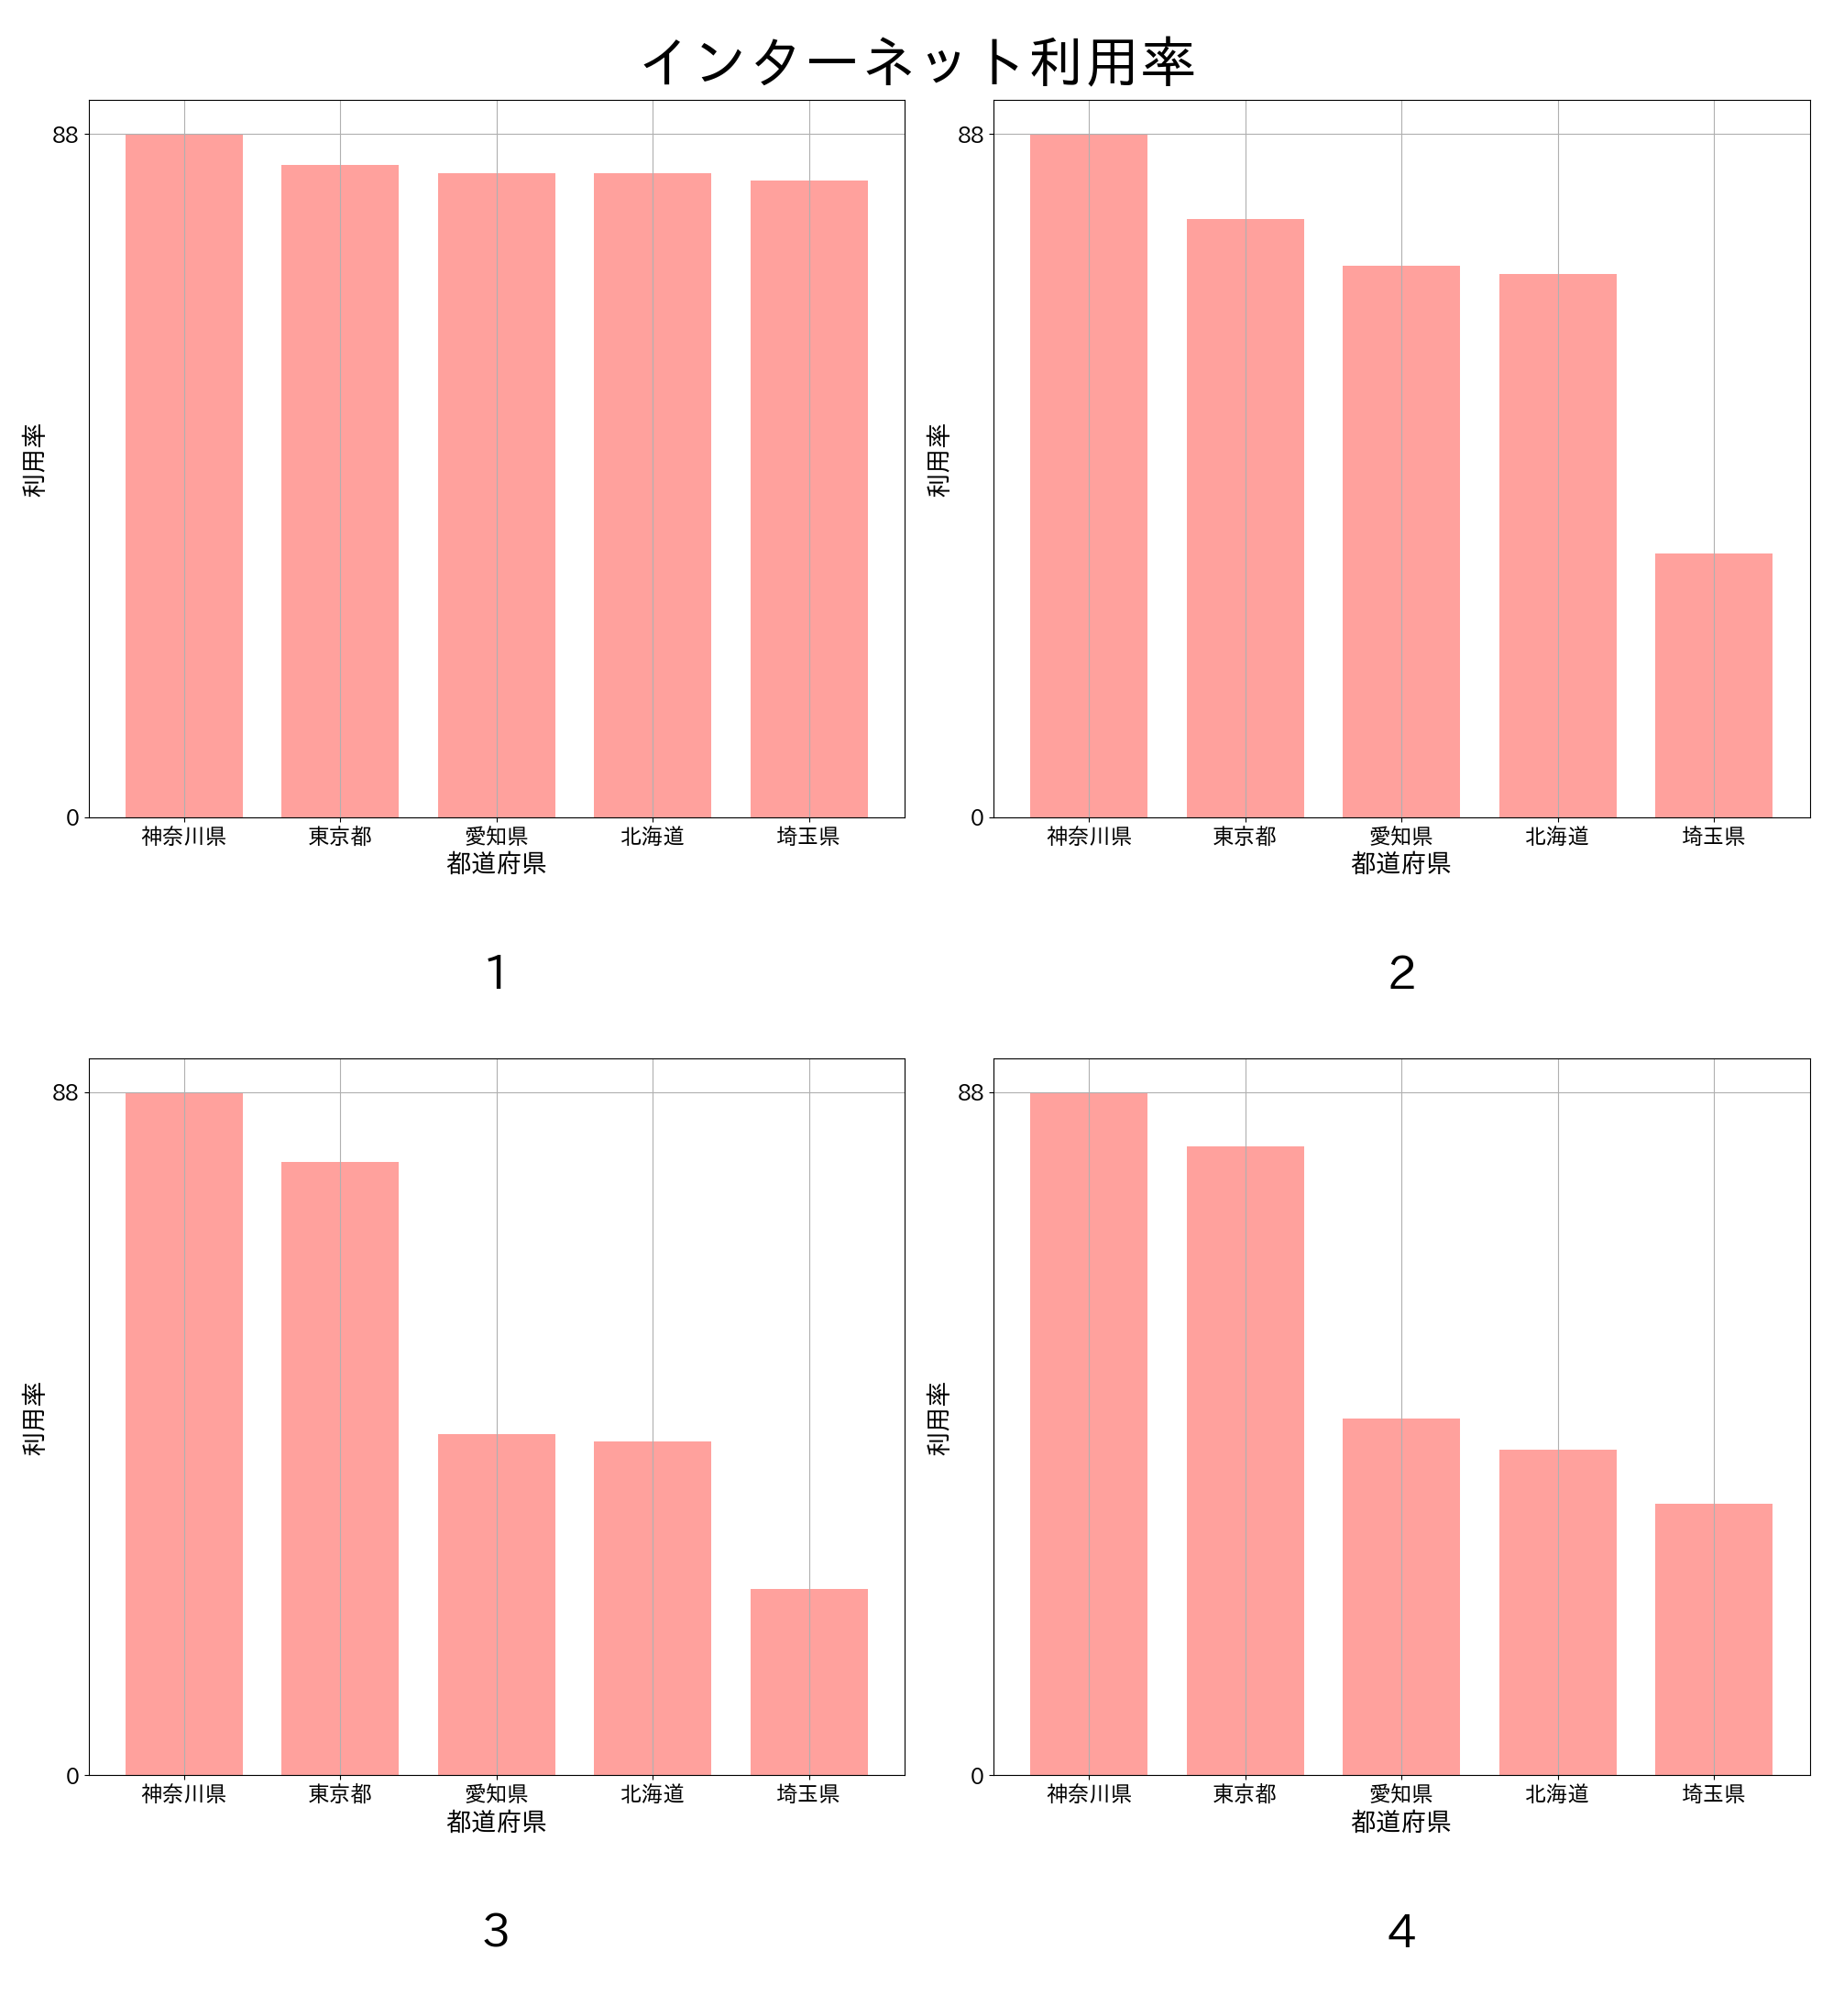 インターネット利用率
88
0
利用率
神奈川県 東京都 愛知県 北海道 埼玉県
都道府県
1
88
0
利用率
神奈川県 東京都 愛知県 北海道 埼玉県
都道府県
2
88
0
利用率
神奈川県 東京都 愛知県 北海道 埼玉県
都道府県
3
88
0
利用率
神奈川県 東京都 愛知県 北海道 埼玉県
都道府県
4